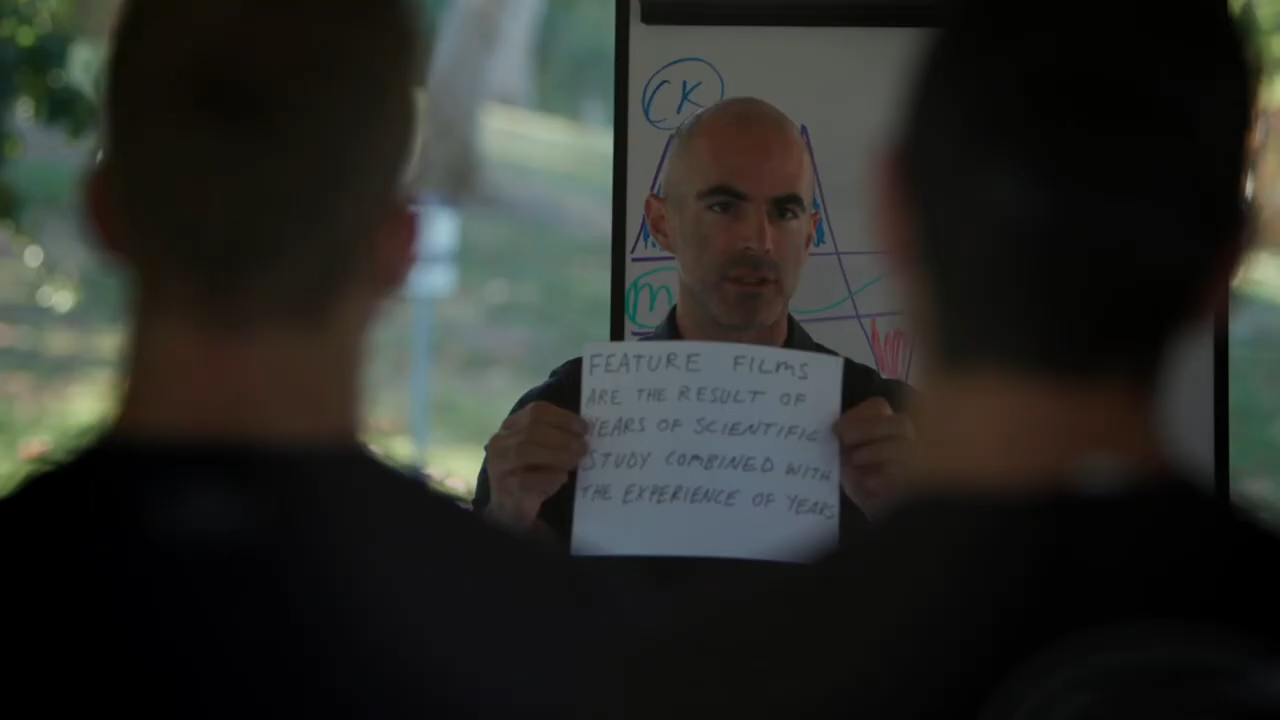 CK
m
FEATURE FILMS
ARE THE RESULT OF
YEARS OF SCIENTIFIC
STUDY COMBINED WITH
THE EXPERIENCE OF YEARS